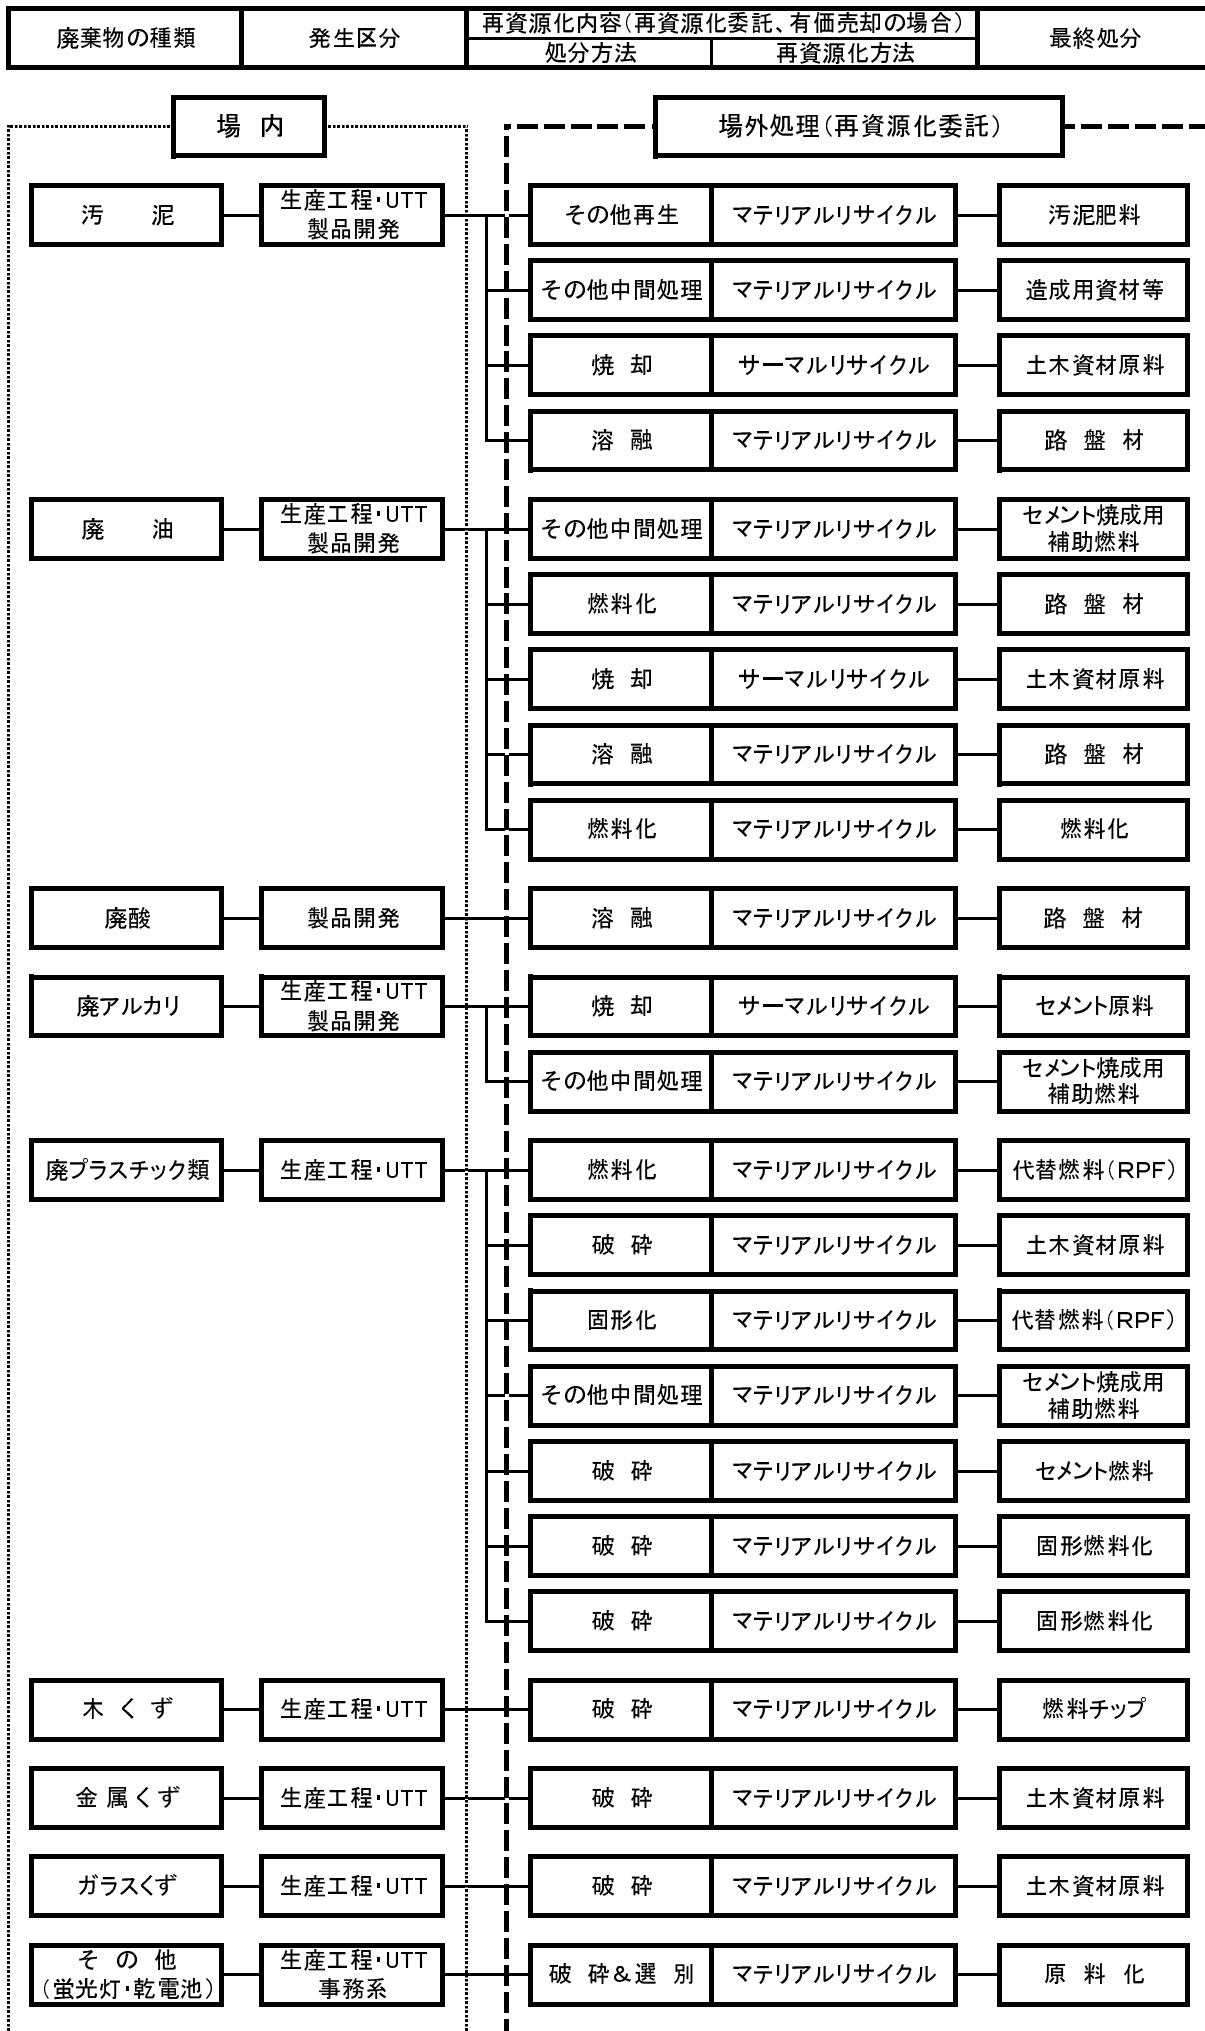 廃棄物の種類
発生区分
再資源化内容(再資源化委託、有価売却の場合)
処分方法
再資源化方法
最終処分
場 内
場外処理(再資源化委託)
汚 泥
生産工程・UTT
製品開発
その他再生
マテリアルリサイクル
汚泥肥料
その他中間処理
マテリアルリサイクル
造成用資材等
焼 却
サーマルリサイクル
土木資材原料
溶 融
マテリアルリサイクル
路 盤 材
廃 油
生産工程・UTT
製品開発
その他中間処理
マテリアルリサイクル
セメント焼成用
補助燃料
燃料化
マテリアルリサイクル
路 盤 材
焼 却
サーマルリサイクル
土木資材原料
溶 融
マテリアルリサイクル
路 盤 材
燃料化
マテリアルリサイクル
燃料化
廃酸
製品開発
溶 融
マテリアルリサイクル
路 盤 材
廃アルカリ
生産工程・UTT
製品開発
焼 却
サーマルリサイクル
セメント原料
その他中間処理
マテリアルリサイクル
セメント焼成用
補助燃料
廃プラスチック類
生産工程・UTT
燃料化
マテリアルリサイクル
代替燃料(RPF)
破 砕
マテリアルリサイクル
土木資材原料
固形化
マテリアルリサイクル
代替燃料(RPF)
その他中間処理
マテリアルリサイクル
セメント焼成用
補助燃料
破 砕
マテリアルリサイクル
セメント燃料
破 砕
マテリアルリサイクル
固形燃料化
破 砕
マテリアルリサイクル
固形燃料化
木 く ず
生産工程・UTT
破 砕
マテリアルリサイクル
燃料チップ
金 属 く ず
生産工程・UTT
破 砕
マテリアルリサイクル
土木資材原料
ガラスくず
生産工程・UTT
破 砕
マテリアルリサイクル
土木資材原料
そ の 他
(蛍光灯・乾電池)
生産工程・UTT
事務系
破 砕&選 別
マテリアルリサイクル
原 料 化